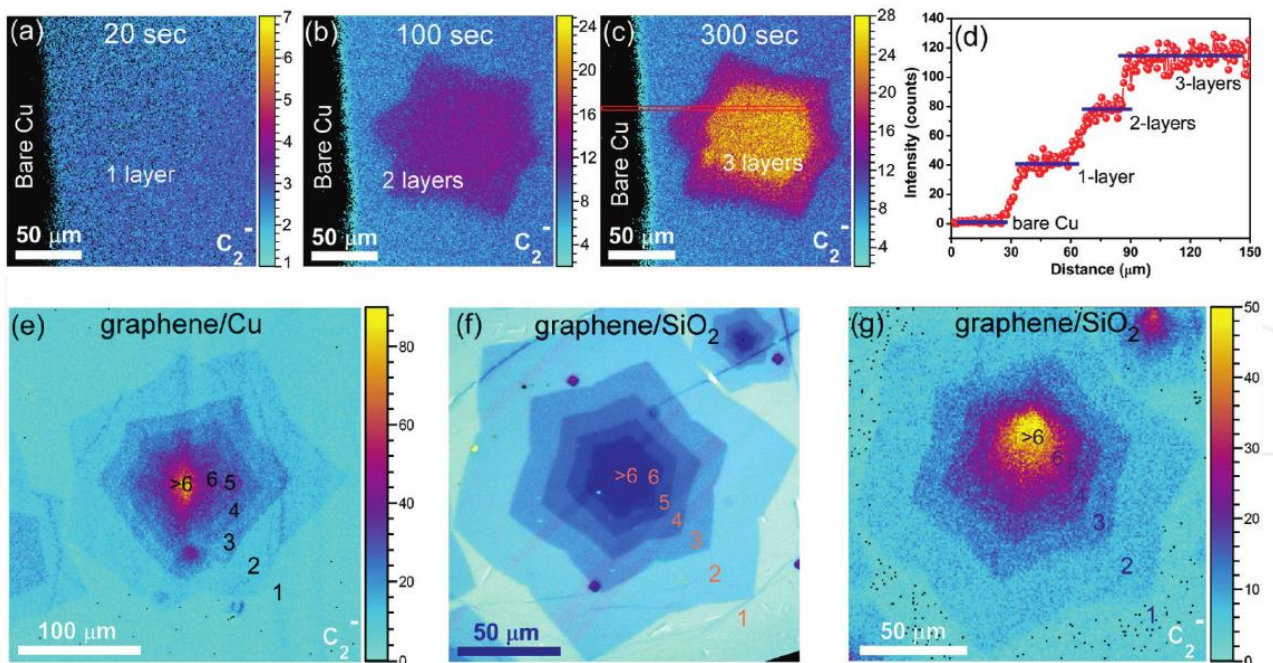 (a) 20 sec
Bare Cu
1 layer
50 μm
C2-
7
6
5
4
3
2
1
(b) 100 sec
Bare Cu
2 layers
50 μm
C2-
24
20
16
12
8
4
(c) 300 sec
Bare Cu
3 layers
50 μm
C2-
28
24
20
16
12
8
4
(d)
Intensity (counts)
140
120
100
80
60
40
20
0
3-layers
2-layers
1-layer
bare Cu
0 30 60 90 120 150
Distance (μm)
(e) graphene/Cu
>6 6 5
4
3
2
1
100 μm
C2-
80
60
40
20
0
(f) graphene/SiO2
>6 6
5
4
3
2
1
50 μm
(g) graphene/SiO2
>6
6
3
2
1
50 μm
C2-
50
40
30
20
10
0